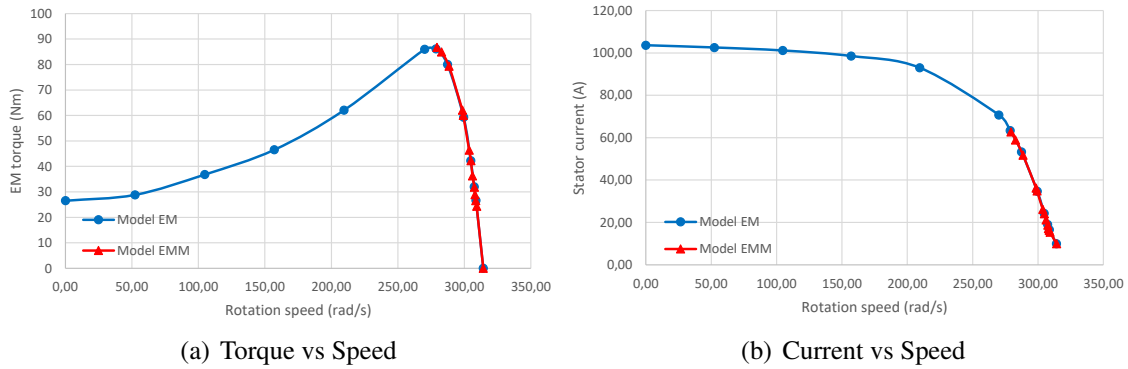 100
90
80
70
60
50
40
30
20
10
0
EM torque (Nm)
Model EM
Model EMM
0,00 50,00 100,00 150,00 200,00 250,00 300,00 350,00
Rotation speed (rad/s)
(a) Torque vs Speed
120,00
100,00
80,00
60,00
40,00
20,00
0,00
Stator current (A)
Model EM
Model EMM
0,00 50,00 100,00 150,00 200,00 250,00 300,00 350,00
Rotation speed (rad/s)
(b) Current vs Speed